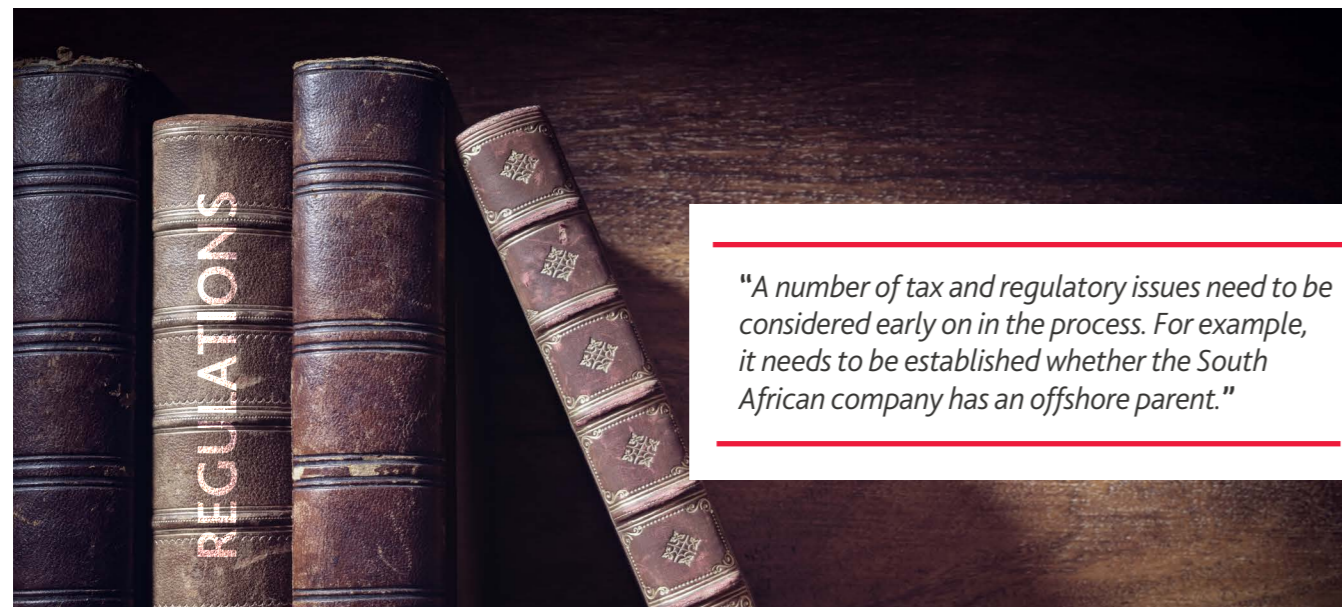 REGULATIONS
"A number of tax and regulatory issues need to be
considered early on in the process. For example,
it needs to be established whether the South
African company has an offshore parent."